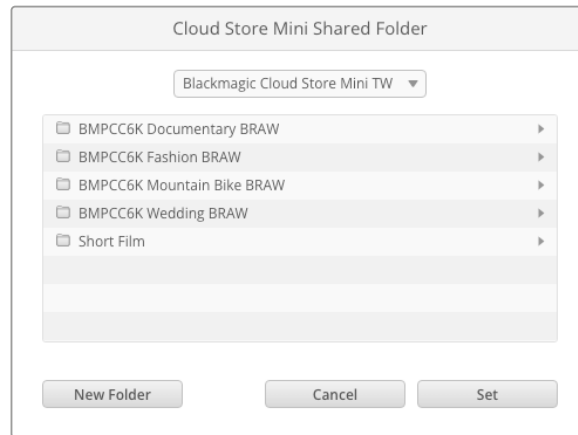 Cloud Store Mini Shared Folder
Blackmagic Cloud Store Mini TW
BMPCC6K Documentary BRAW
BMPCC6K Fashion BRAW
BMPCC6K Mountain Bike BRAW
BMPCC6K Wedding BRAW
Short Film
New Folder Cancel Set